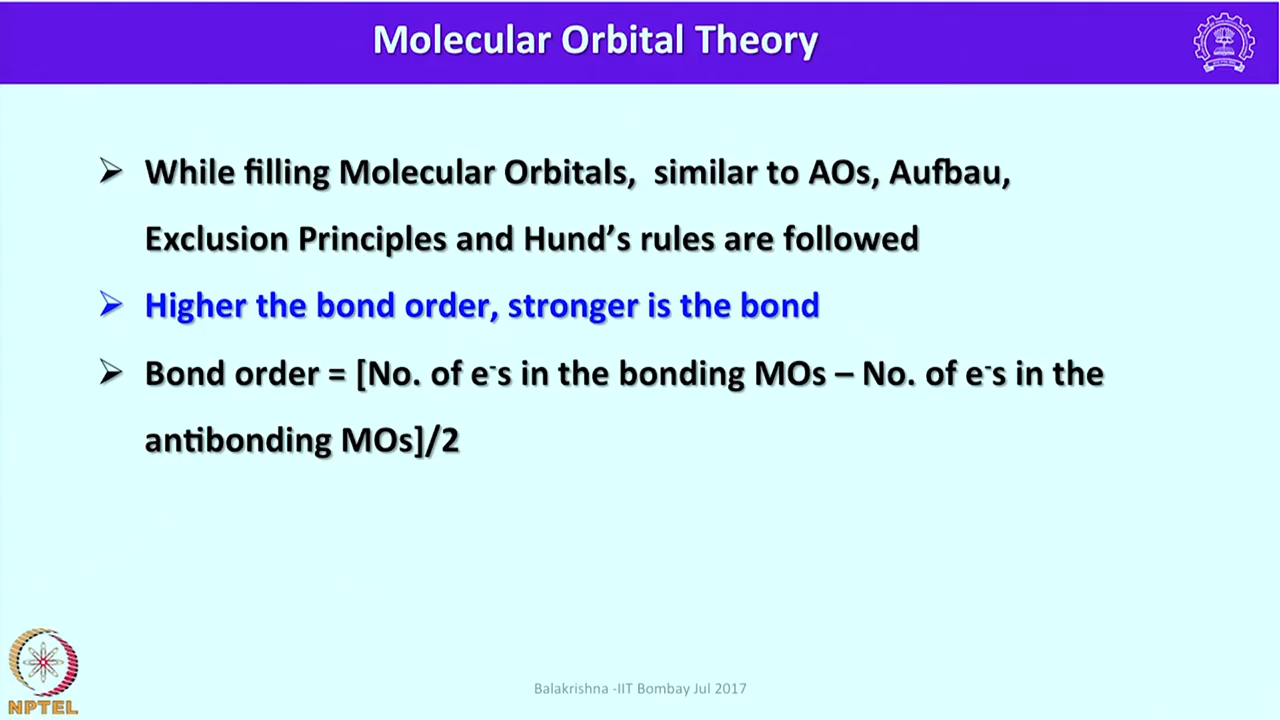 Molecular Orbital Theory
➢ While filling Molecular Orbitals, similar to AOs, Aufbau,
Exclusion Principles and Hund’s rules are followed
➢ Higher the bond order, stronger is the bond
➢ Bond order = [No. of e⁻s in the bonding MOs – No. of e⁻s in the
antibonding MOs]/2
Balakrishna -IIT Bombay Jul 2017
NPTEL